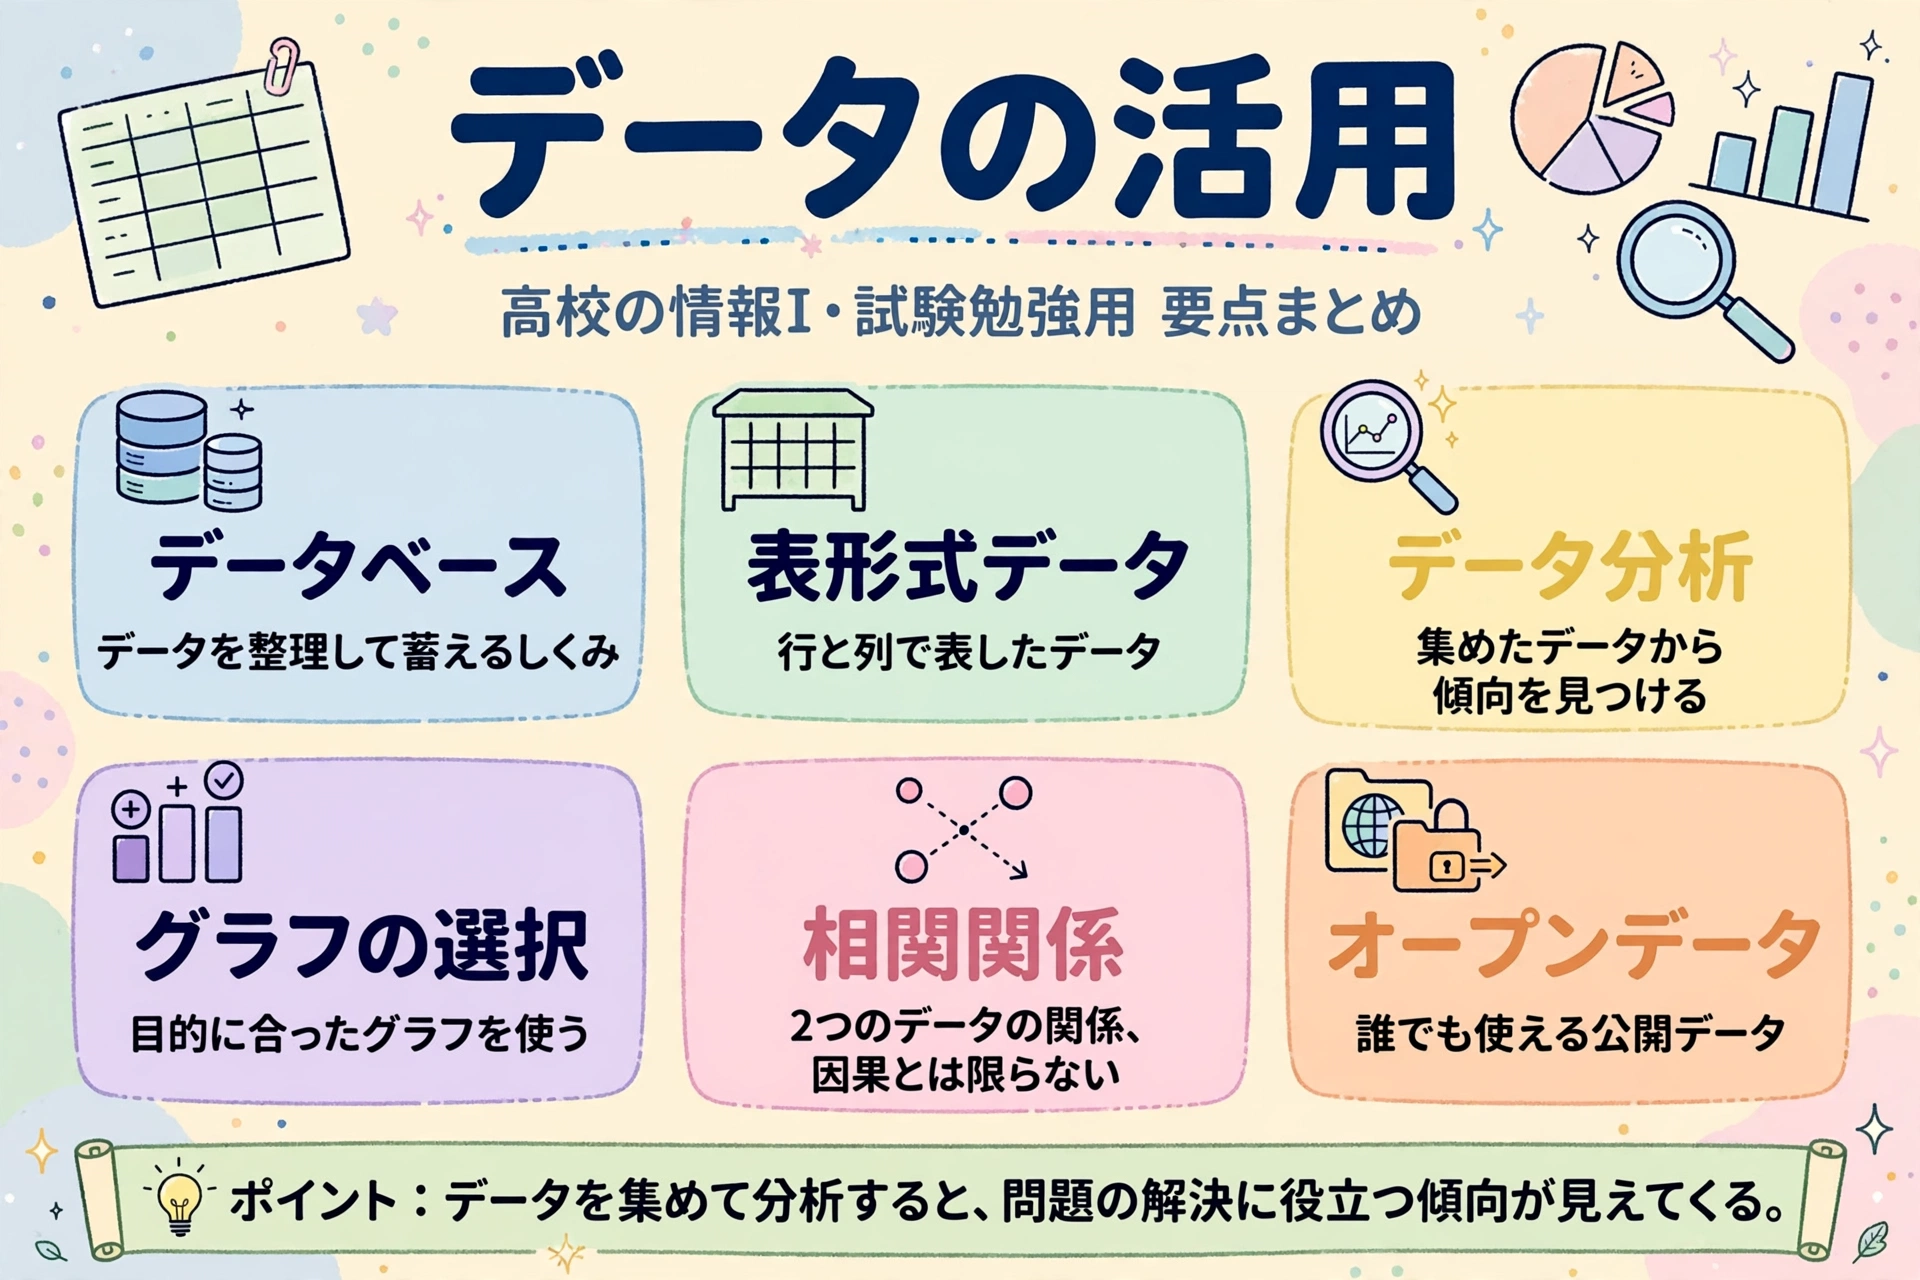 データの活用
高校の情報I・試験勉強用 要点まとめ
データベース
データを整理して蓄えるしくみ
表形式データ
行と列で表したデータ
データ分析
集めたデータから
傾向を見つける
グラフの選択
目的に合ったグラフを使う
相関関係
2つのデータの関係、
因果とは限らない
オープンデータ
誰でも使える公開データ
ポイント：データを集めて分析すると、問題の解決に役立つ傾向が見えてくる。